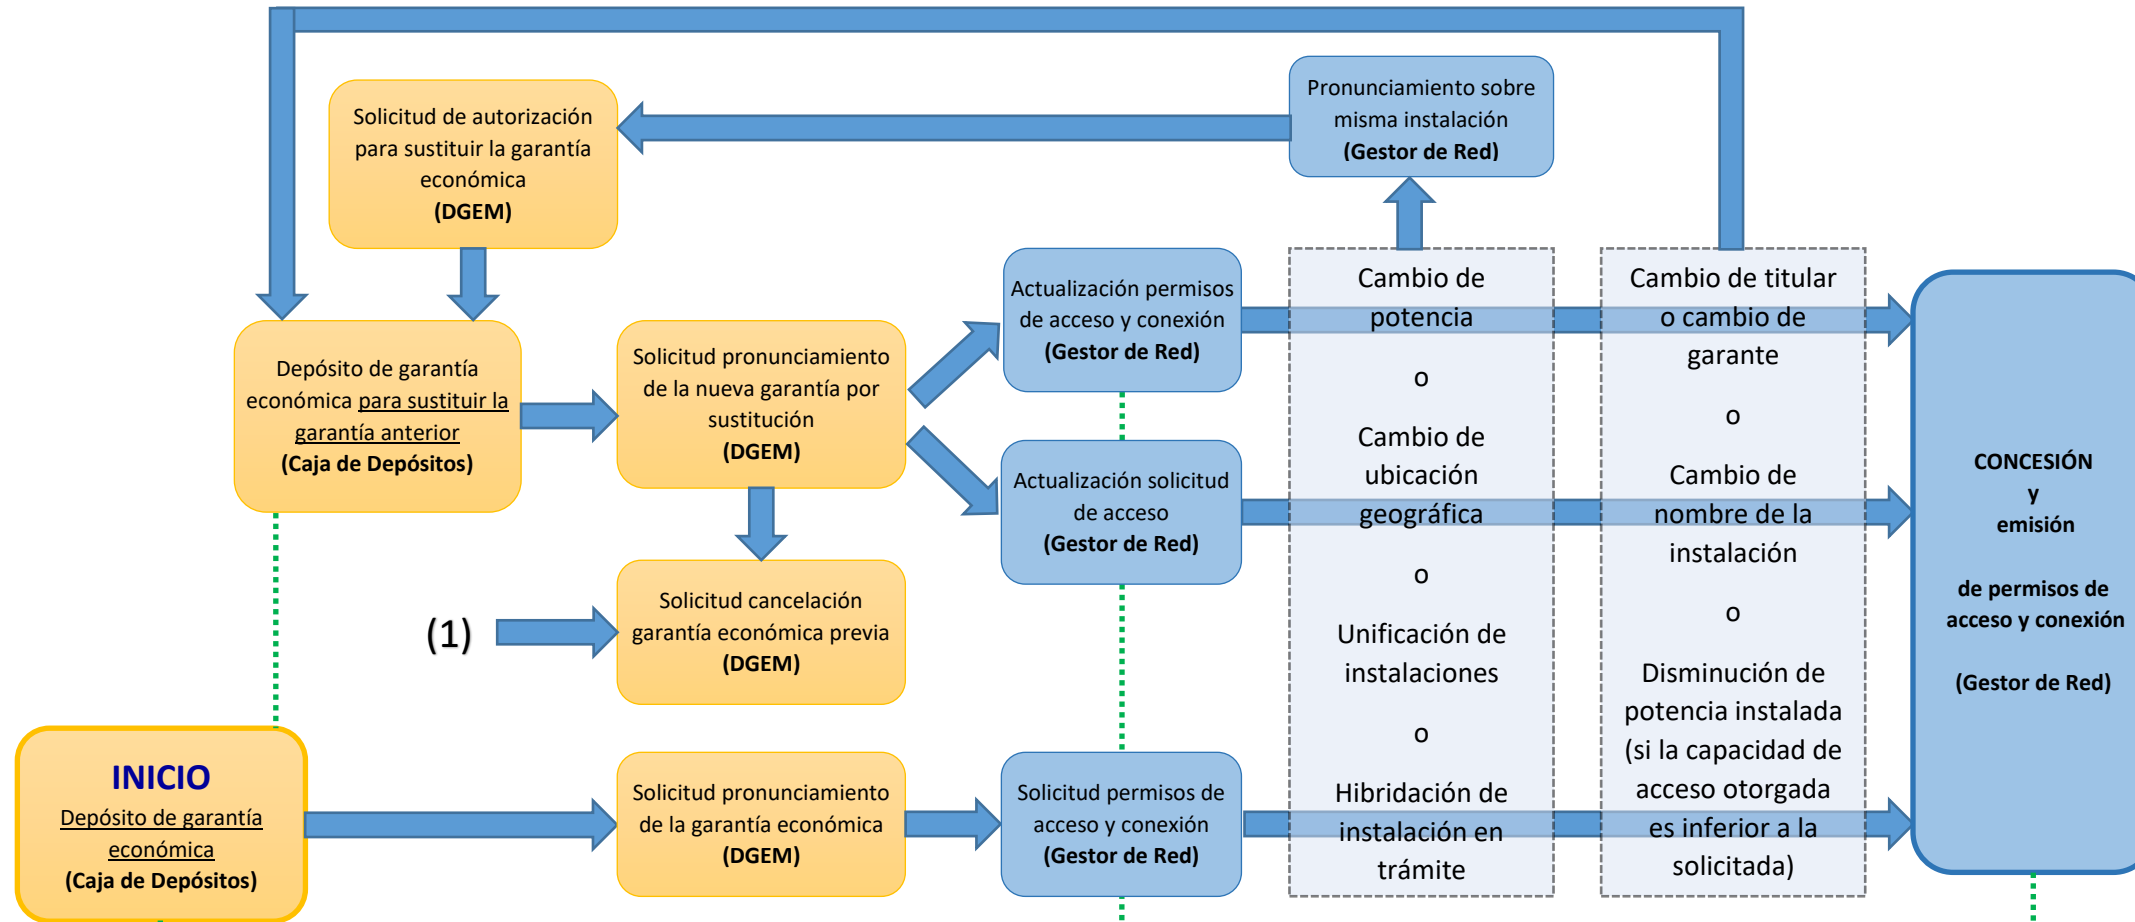 Pronunciamiento sobre
misma instalación
(Gestor de Red)
Solicitud de autorización
para sustituir la garantía
económica
(DGEM)
Depósito de garantía
económica para sustituir la
garantía anterior
(Caja de Depósitos)
Solicitud pronunciamiento
de la nueva garantía por
sustitución
(DGEM)
Actualización permisos
de acceso y conexión
(Gestor de Red)
Actualización solicitud
de acceso
(Gestor de Red)
(1)
Solicitud cancelación
garantía económica previa
(DGEM)
INICIO
Depósito de garantía
económica
(Caja de Depósitos)
Solicitud pronunciamiento
de la garantía económica
(DGEM)
Solicitud permisos de
acceso y conexión
(Gestor de Red)
Cambio de
potencia
o
Cambio de
ubicación
geográfica
o
Unificación de
instalaciones
o
Hibridación de
instalación en
trámite
Cambio de titular
o cambio de
garante
o
Cambio de
nombre de la
instalación
o
Disminución de
potencia instalada
(si la capacidad de
acceso otorgada
es inferior a la
solicitada)
CONCESIÓN
y
emisión
de permisos de
acceso y conexión
(Gestor de Red)